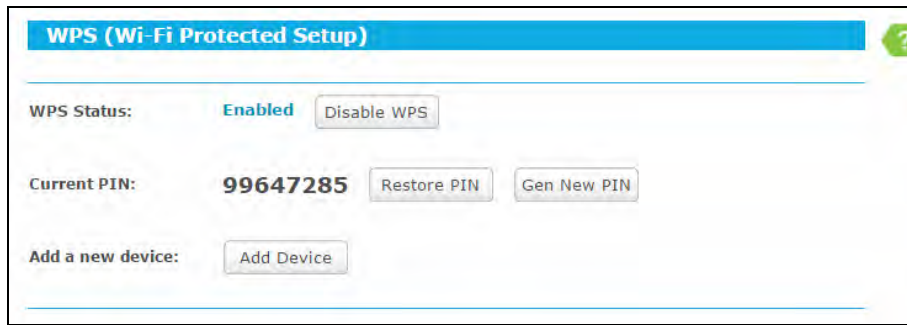 WPS (Wi-Fi Protected Setup)
?
WPS Status: Enabled Disable WPS
Current PIN: 99647285 Restore PIN Gen New PIN
Add a new device: Add Device